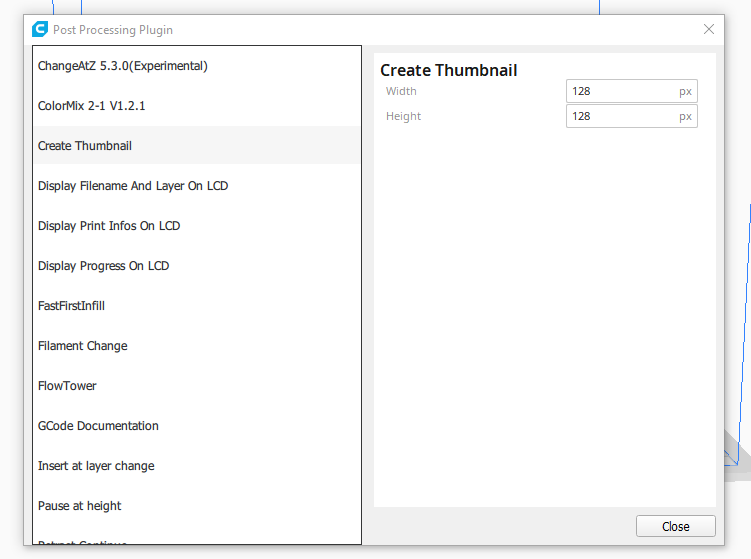 Post Processing Plugin
ChangeAtZ 5.3.0(Experimental)
ColorMix 2-1 V1.2.1
Create Thumbnail
Display Filename And Layer On LCD
Display Print Infos On LCD
Display Progress On LCD
FastFirstInfill
Filament Change
FlowTower
GCode Documentation
Insert at layer change
Pause at height
Create Thumbnail
Width 128 px
Height 128 px
Close